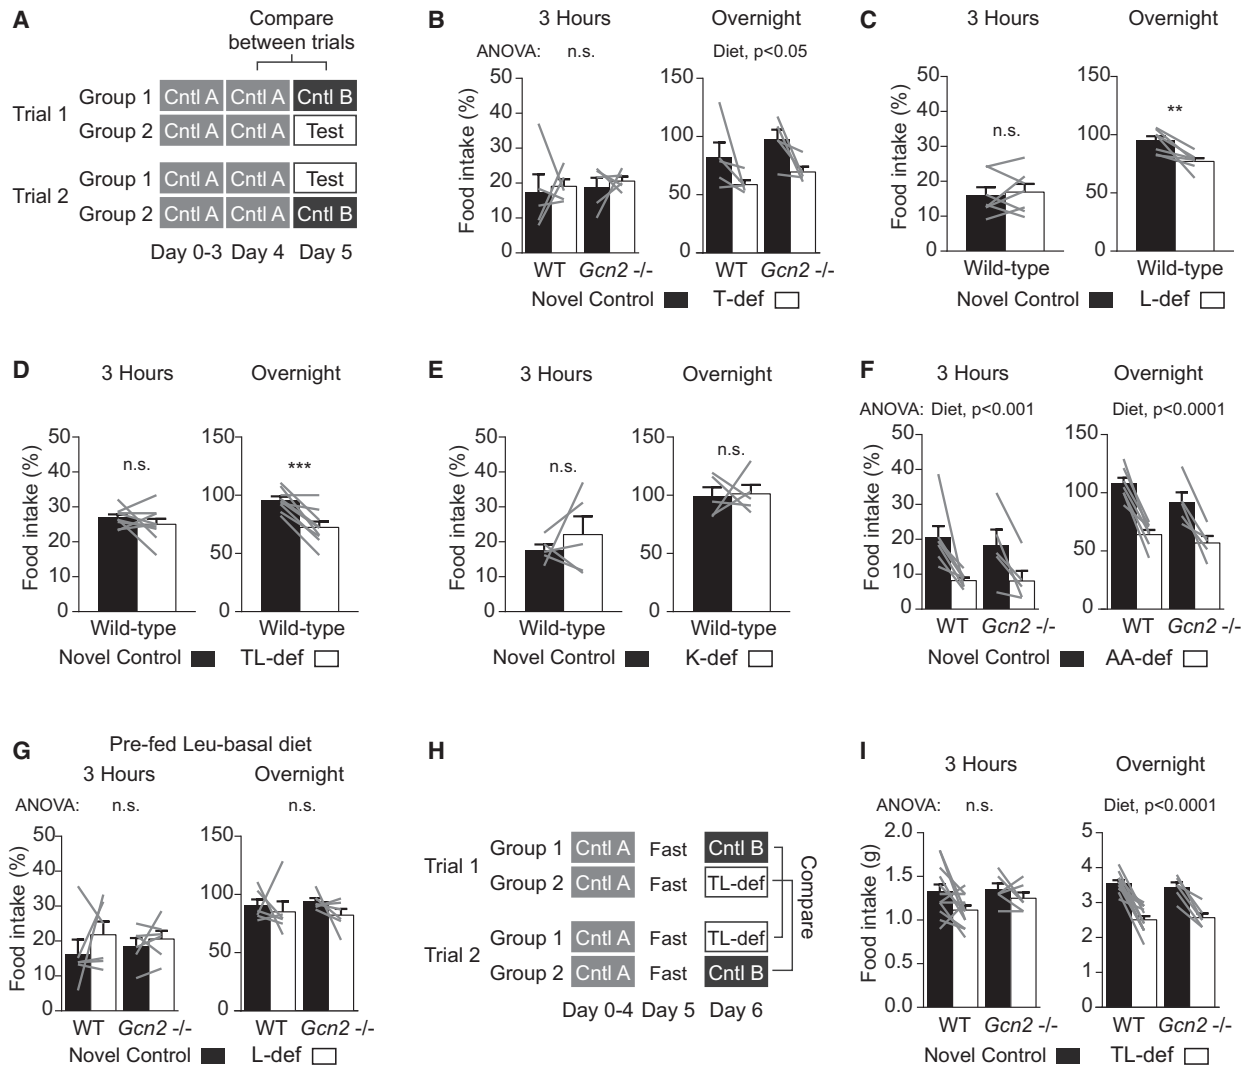 A
Compare
between trials
Trial 1
Group 1 Cntl A Cntl A Cntl B
Group 2 Cntl A Cntl A Test
Trial 2
Group 1 Cntl A Cntl A Test
Group 2 Cntl A Cntl A Cntl B
Day 0-3 Day 4 Day 5
B
3 Hours Overnight
ANOVA: n.s. Diet, p<0.05
Food intake (%)
50
40
30
20
10
0
150
100
50
0
WT Gcn2 -/- WT Gcn2 -/-
Novel Control T-def
C
3 Hours Overnight
n.s. **
Food intake (%)
50
40
30
20
10
0
150
100
50
0
Wild-type Wild-type
Novel Control L-def
D
3 Hours Overnight
n.s. ***
Food intake (%)
50
40
30
20
10
0
150
100
50
0
Wild-type Wild-type
Novel Control TL-def
E
3 Hours Overnight
n.s. n.s.
Food intake (%)
50
40
30
20
10
0
150
100
50
0
Wild-type Wild-type
Novel Control K-def
F
3 Hours Overnight
ANOVA: Diet, p<0.001 Diet, p<0.0001
Food intake (%)
50
40
30
20
10
0
150
100
50
0
WT Gcn2 -/- WT Gcn2 -/-
Novel Control AA-def
G
Pre-fed Leu-basal diet
3 Hours Overnight
ANOVA: n.s. n.s.
Food intake (%)
50
40
30
20
10
0
150
100
50
0
WT Gcn2 -/- WT Gcn2 -/-
Novel Control L-def
H
Trial 1
Group 1 Cntl A Fast Cntl B
Group 2 Cntl A Fast TL-def
Trial 2
Group 1 Cntl A Fast TL-def
Group 2 Cntl A Fast Cntl B
Compare
Day 0-4 Day 5 Day 6
I
3 Hours Overnight
ANOVA: n.s. Diet, p<0.0001
Food intake (g)
2.0
1.5
1.0
0.5
0.0
5
4
3
2
1
0
WT Gcn2 -/- WT Gcn2 -/-
Novel Control TL-def